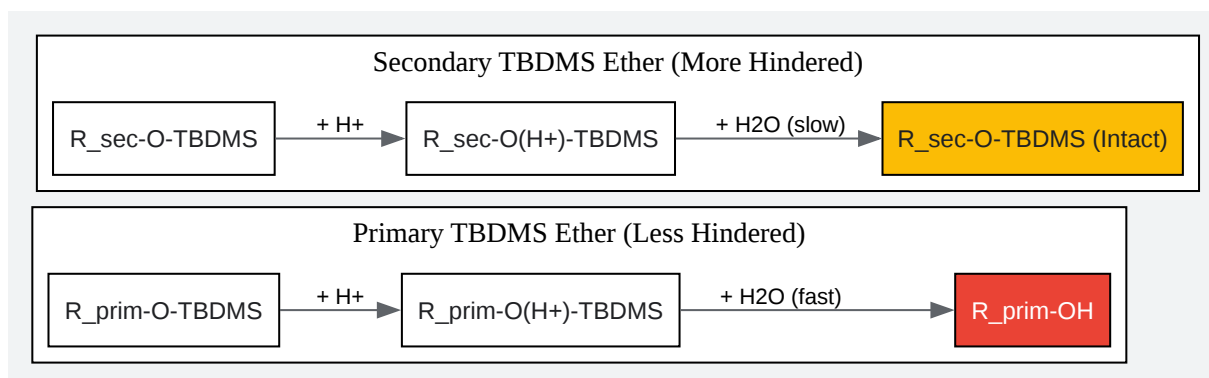 Secondary TBDMS Ether (More Hindered)
R_sec-O-TBDMS
+ H+
R_sec-O(H+)-TBDMS
+ H2O (slow)
R_sec-O-TBDMS (Intact)
Primary TBDMS Ether (Less Hindered)
R_prim-O-TBDMS
+ H+
R_prim-O(H+)-TBDMS
+ H2O (fast)
R_prim-OH